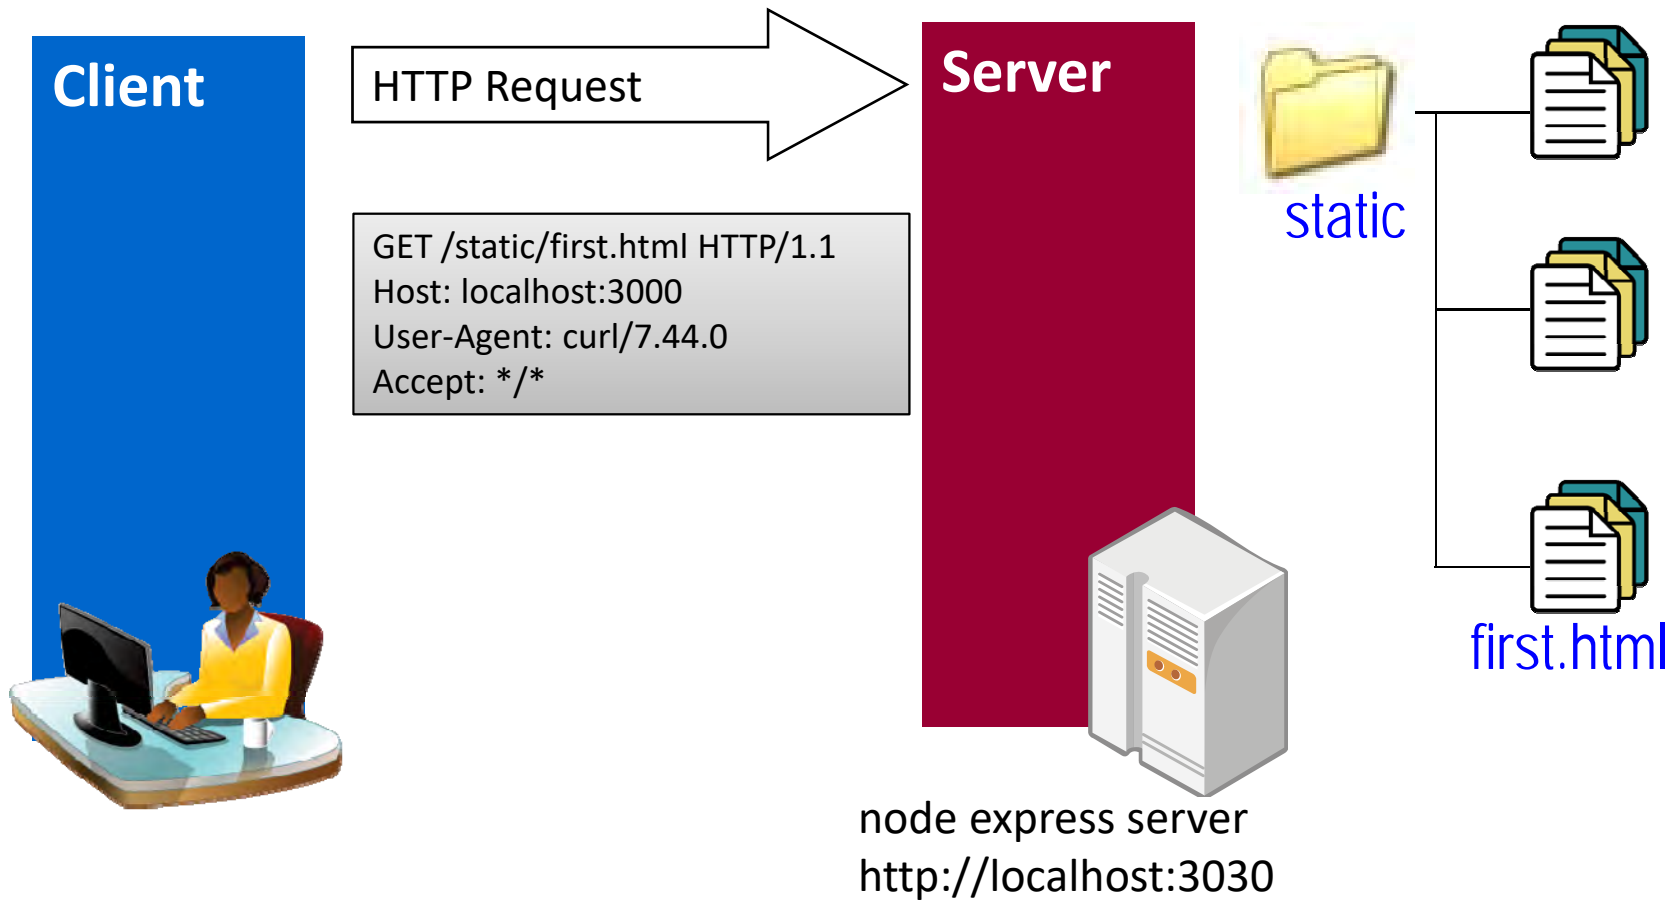 Client
HTTP Request
Server
GET /static/first.html HTTP/1.1
Host: localhost:3000
User-Agent: curl/7.44.0
Accept: */*
static
first.html
node express server
http://localhost:3030